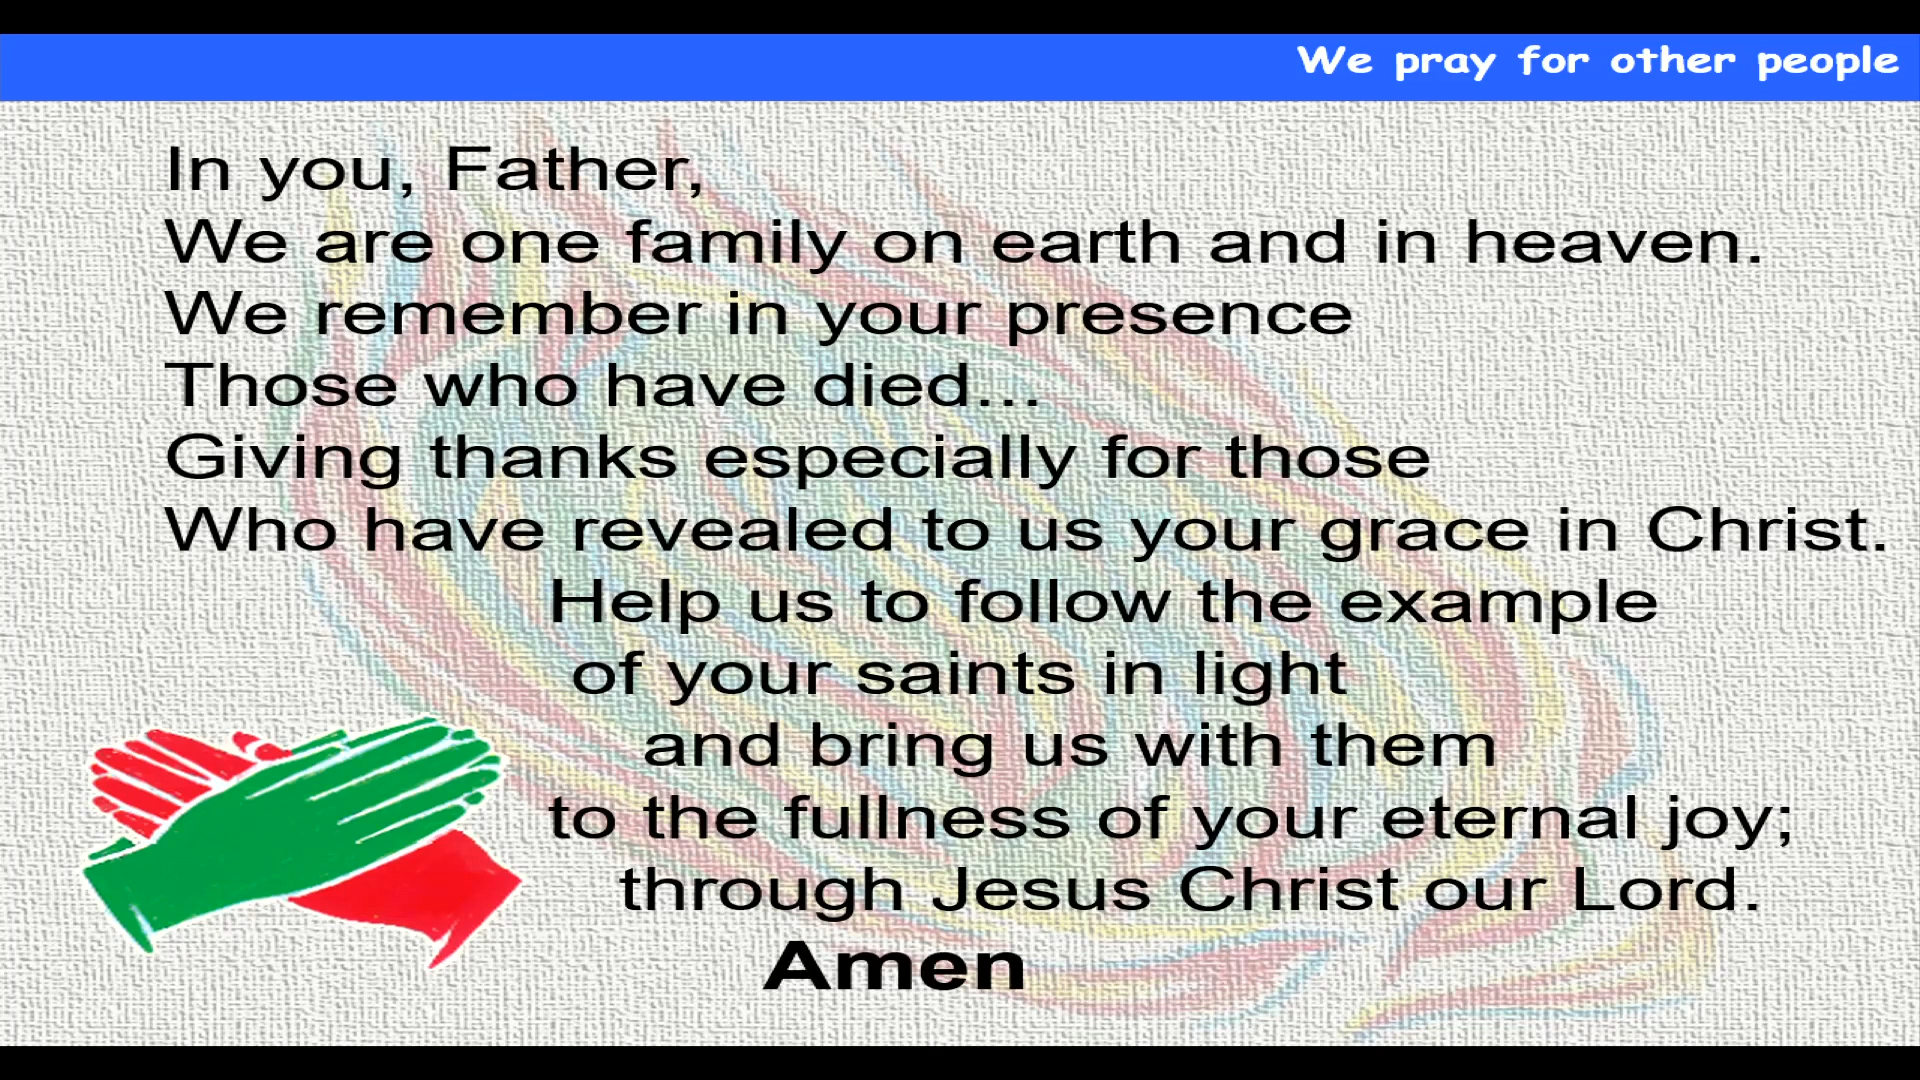 We pray for other people
In you, Father,
We are one family on earth and in heaven.
We remember in your presence
Those who have died...
Giving thanks especially for those
Who have revealed to us your grace in Christ.
Help us to follow the example
of your saints in light
and bring us with them
to the fullness of your eternal joy;
through Jesus Christ our Lord.
Amen